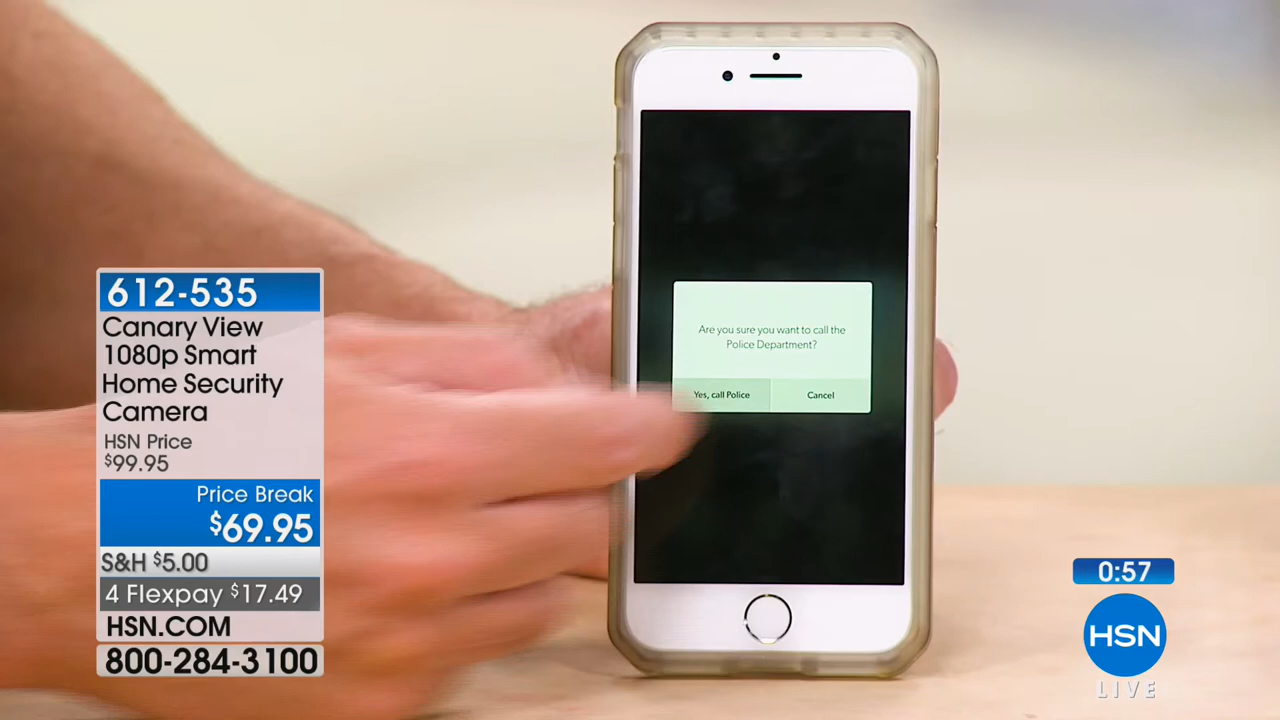 612-535
Canary View
1080p Smart
Home Security
Camera
HSN Price
$99.95
Price Break
$69.95
S&H $5.00
4 Flexpay $17.49
HSN.COM
800-284-3100
Are you sure you want to call the
Police Department?
Yes, call Police
Cancel
0:57
HSN
LIVE